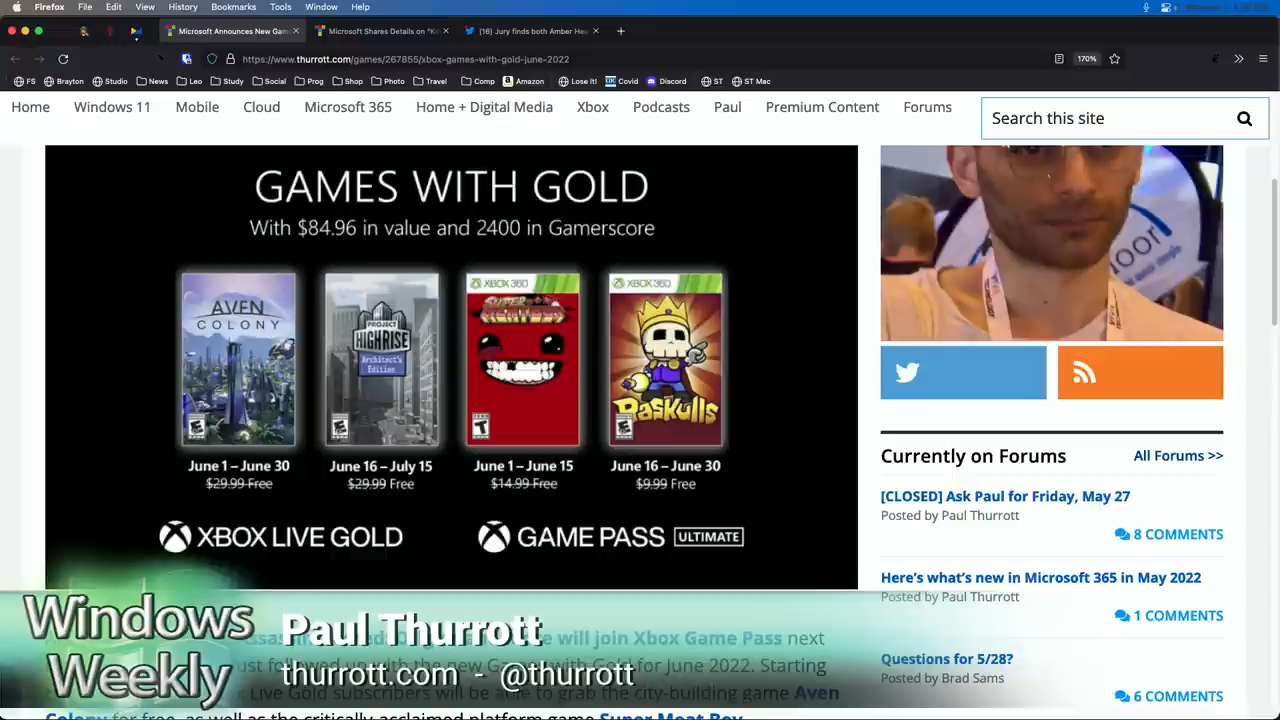 Firefox File Edit View History Bookmarks Tools Window Help
Microsoft Announces New Gam
Microsoft Shares Details on "K
(16) Jury finds both Amber Hea
https://www.thurrott.com/games/267855/xbox-games-with-gold-june-2022
170%
FS Brayton Studio News Leo Study Social Prog Shop Photo Travel Comp Amazon Lose It! Covid Discord ST ST Mac
Home Windows 11 Mobile Cloud Microsoft 365 Home + Digital Media Xbox Podcasts Paul Premium Content Forums
Search this site
GAMES WITH GOLD
With $84.96 in value and 2400 in Gamerscore
AVEN
COLONY
PROJECT
HIGHRISE
Architect's
Edition
XBOX 360
SUPER
MEATBOY
XBOX 360
RASKULLS
June 1 – June 30
$29.99 Free
June 16 – July 15
$29.99 Free
June 1 – June 15
$14.99 Free
June 16 – June 30
$9.99 Free
XBOX LIVE GOLD
GAME PASS ULTIMATE
Currently on Forums
All Forums >>
[CLOSED] Ask Paul for Friday, May 27
Posted by Paul Thurrott
8 COMMENTS
Here's what's new in Microsoft 365 in May 2022
Posted by Paul Thurrott
1 COMMENTS
Questions for 5/28?
Posted by Brad Sams
6 COMMENTS
Windows
Weekly
Paul Thurrott
thurrott.com - @thurrott
will join Xbox Game Pass next
for June 2022. Starting
Live Gold subscribers will be able to grab the city-building game Aven
Colony for free, as well as the critically acclaimed platform game Super Meat Boy